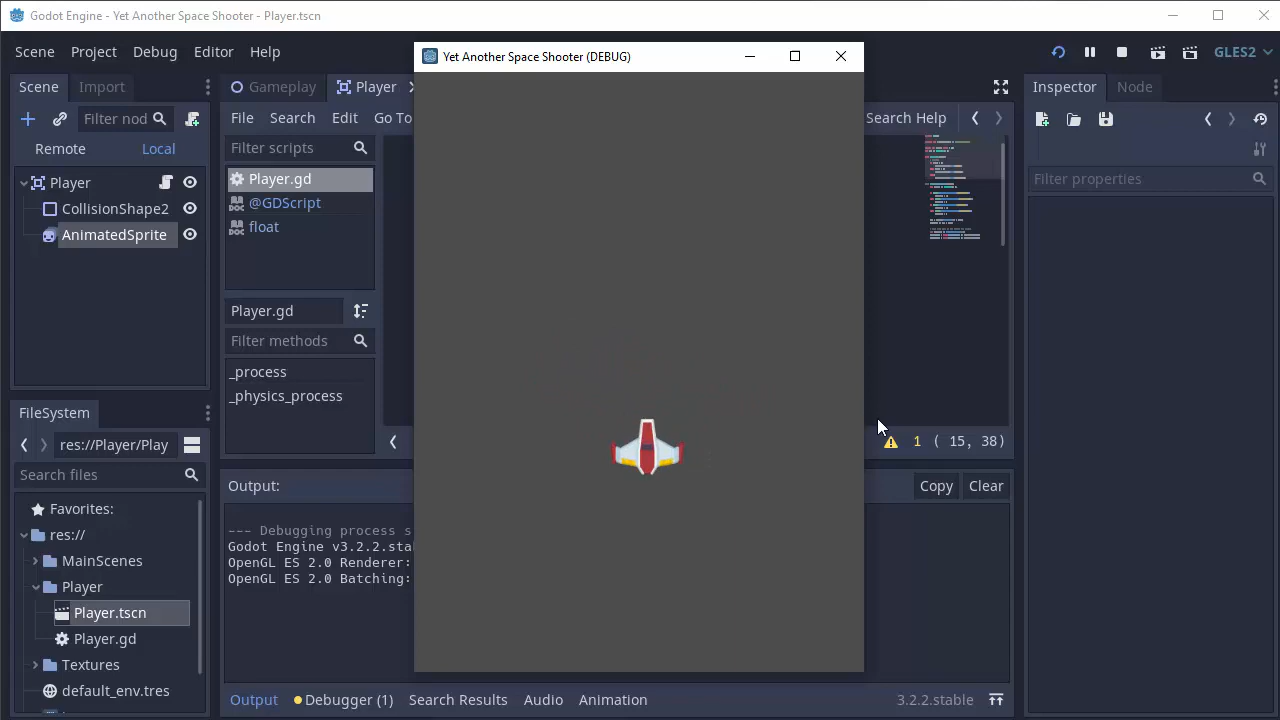 Godot Engine - Yet Another Space Shooter - Player.tscn
Scene Project Debug Editor Help
GLES2
Yet Another Space Shooter (DEBUG)
Scene Import
Filter nod
Remote Local
Player
CollisionShape2
AnimatedSprite
FileSystem
res://Player/Play
Search files
Favorites:
res://
MainScenes
Player
Player.tscn
Player.gd
Textures
default_env.tres
Gameplay Player
File Search Edit Go To
Search Help
Filter scripts
Player.gd
@GDScript
float
Player.gd
Filter methods
_process
_physics_process
1 ( 15, 38)
Output:
Copy Clear
--- Debugging process s
Godot Engine v3.2.2.sta
OpenGL ES 2.0 Renderer:
OpenGL ES 2.0 Batching:
Output Debugger (1) Search Results Audio Animation
3.2.2.stable
Inspector Node
Filter properties